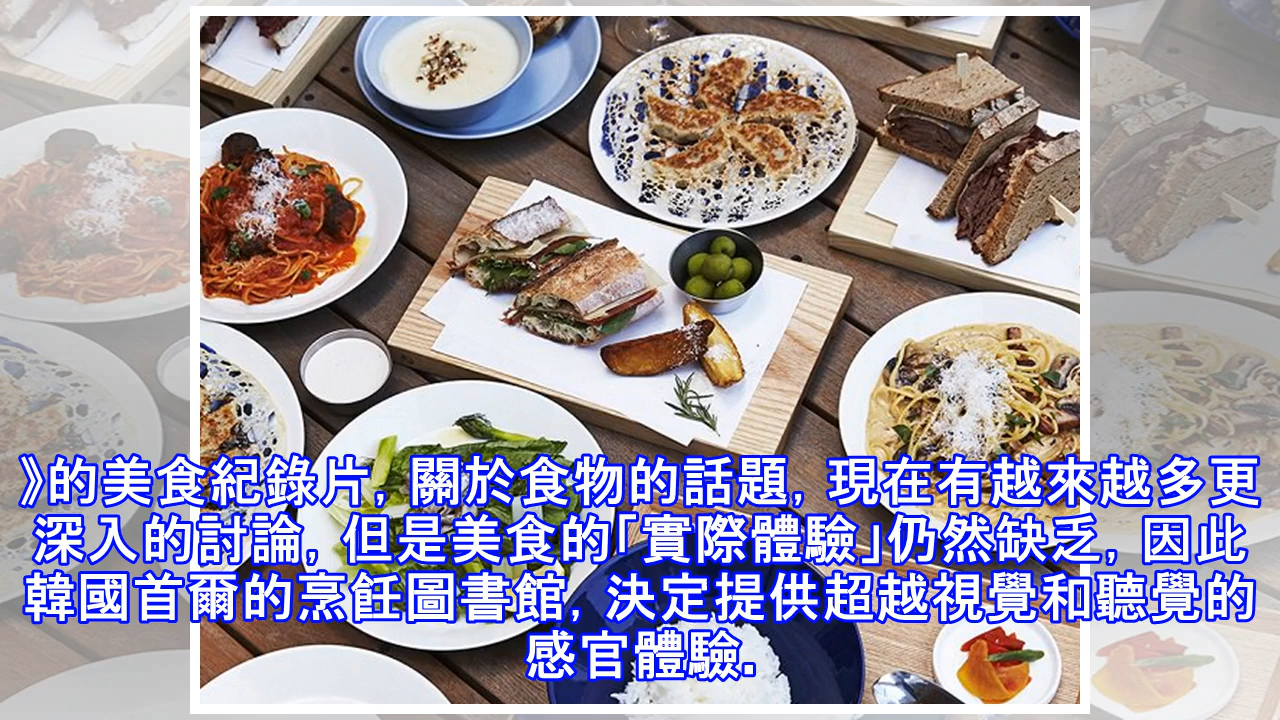 》的美食紀錄片, 關於食物的話題, 現在有越來越多更
深入的討論, 但是美食的「實際體驗」仍然缺乏, 因此
韓國首爾的烹飪圖書館, 決定提供超越視覺和聽覺的
感官體驗.